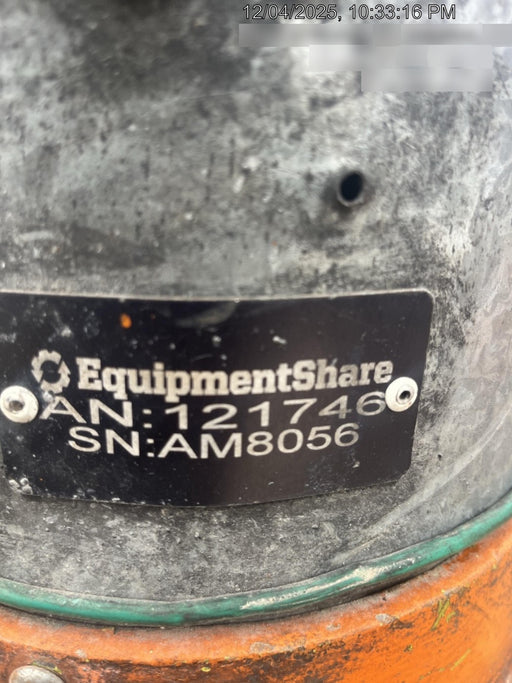 12/04/2025, 10:33:16 PM
EquipmentShare
AN:121746
SN:AM8056